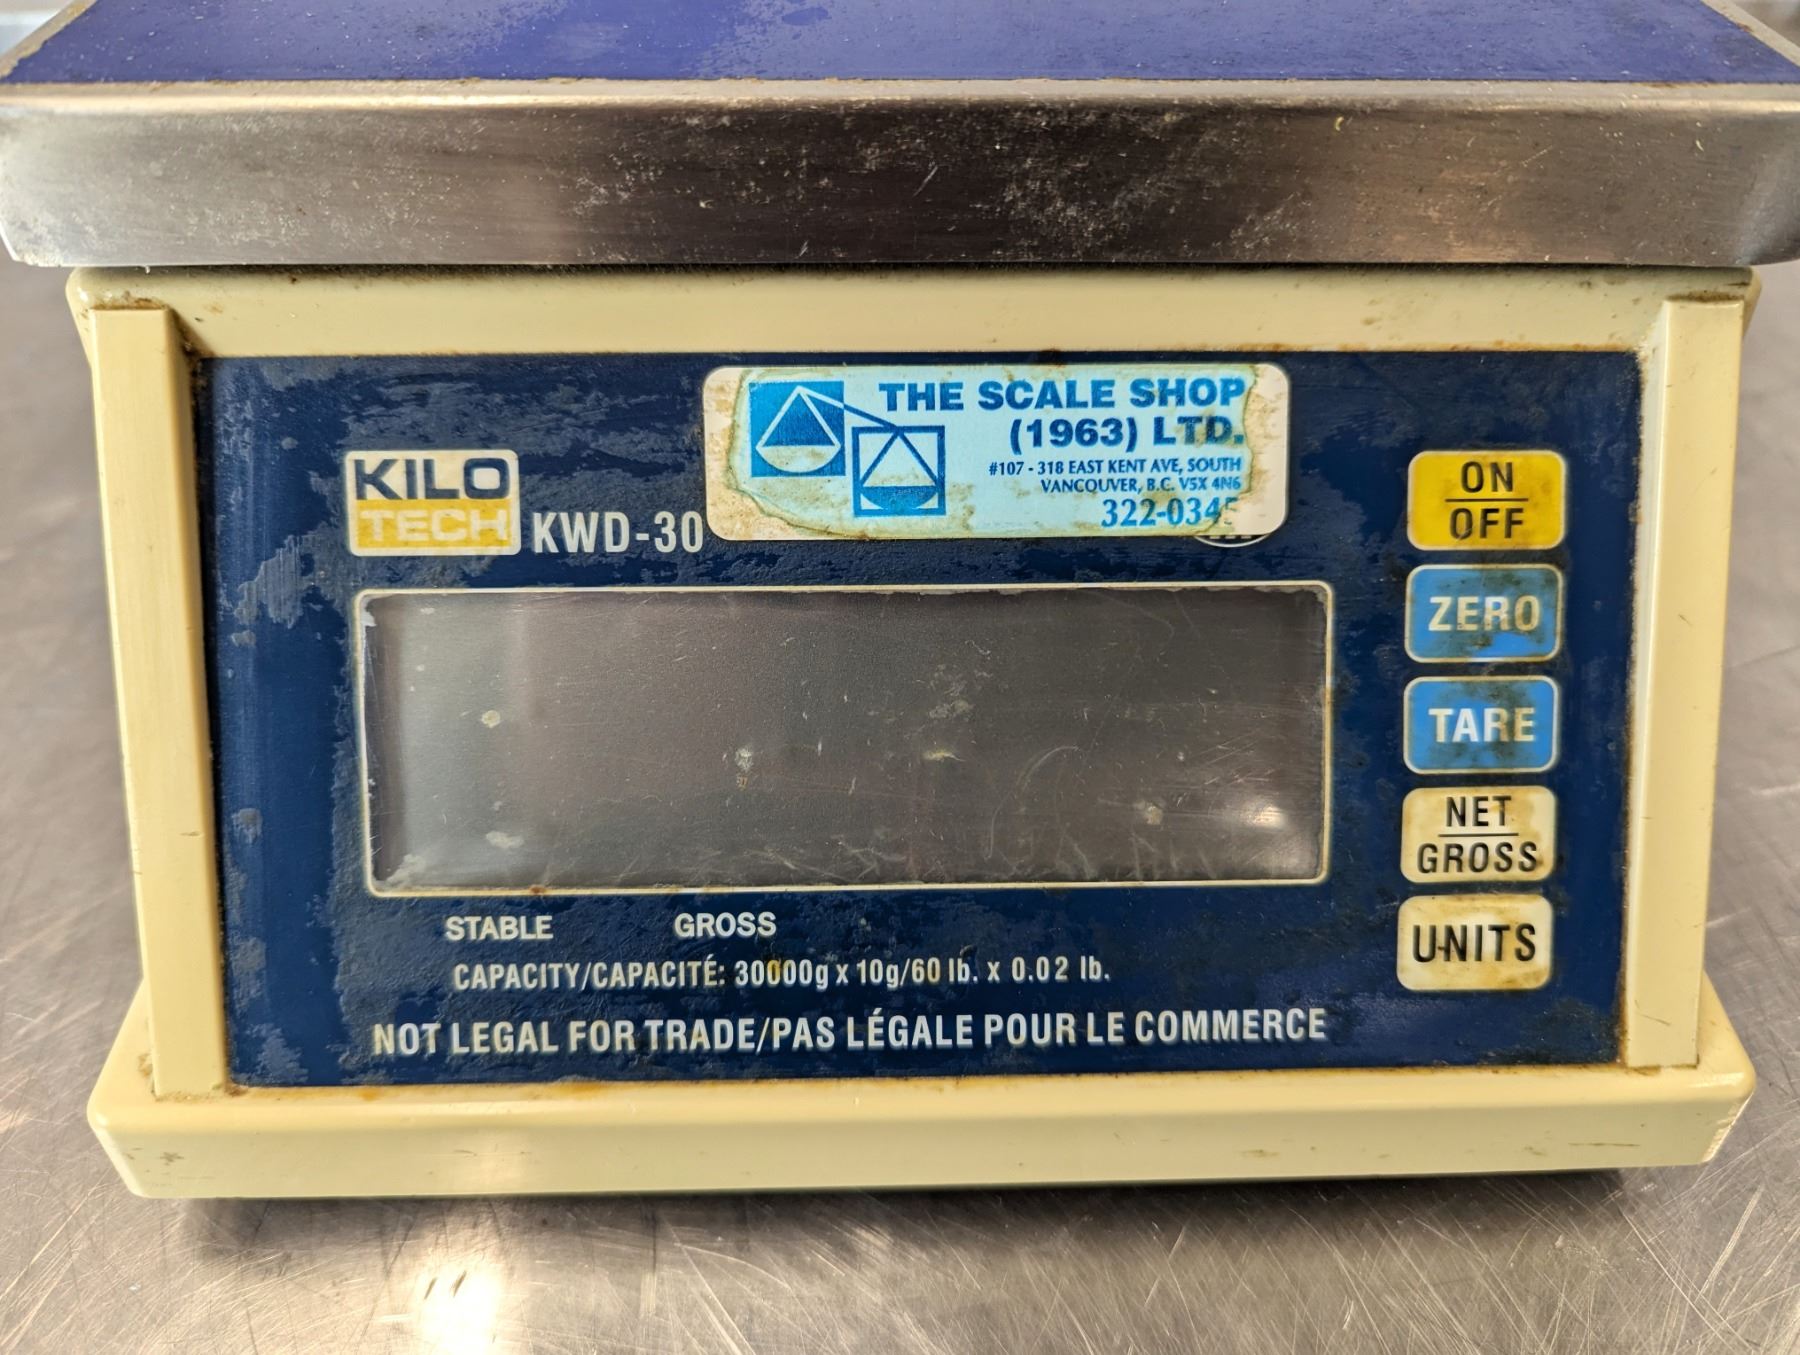 THE SCALE SHOP
(1963) LTD.
#107 - 318 EAST KENT AVE, SOUTH
VANCOUVER, B.C. V5X 4N6
KILO
TECH
KWD-30
ON
OFF
ZERO
TARE
NET
GROSS
UNITS
STABLE GROSS
CAPACITY/CAPACITÉ: 30000g x 10g/60 lb. x 0.02 lb.
NOT LEGAL FOR TRADE/PAS LÉGALE POUR LE COMMERCE